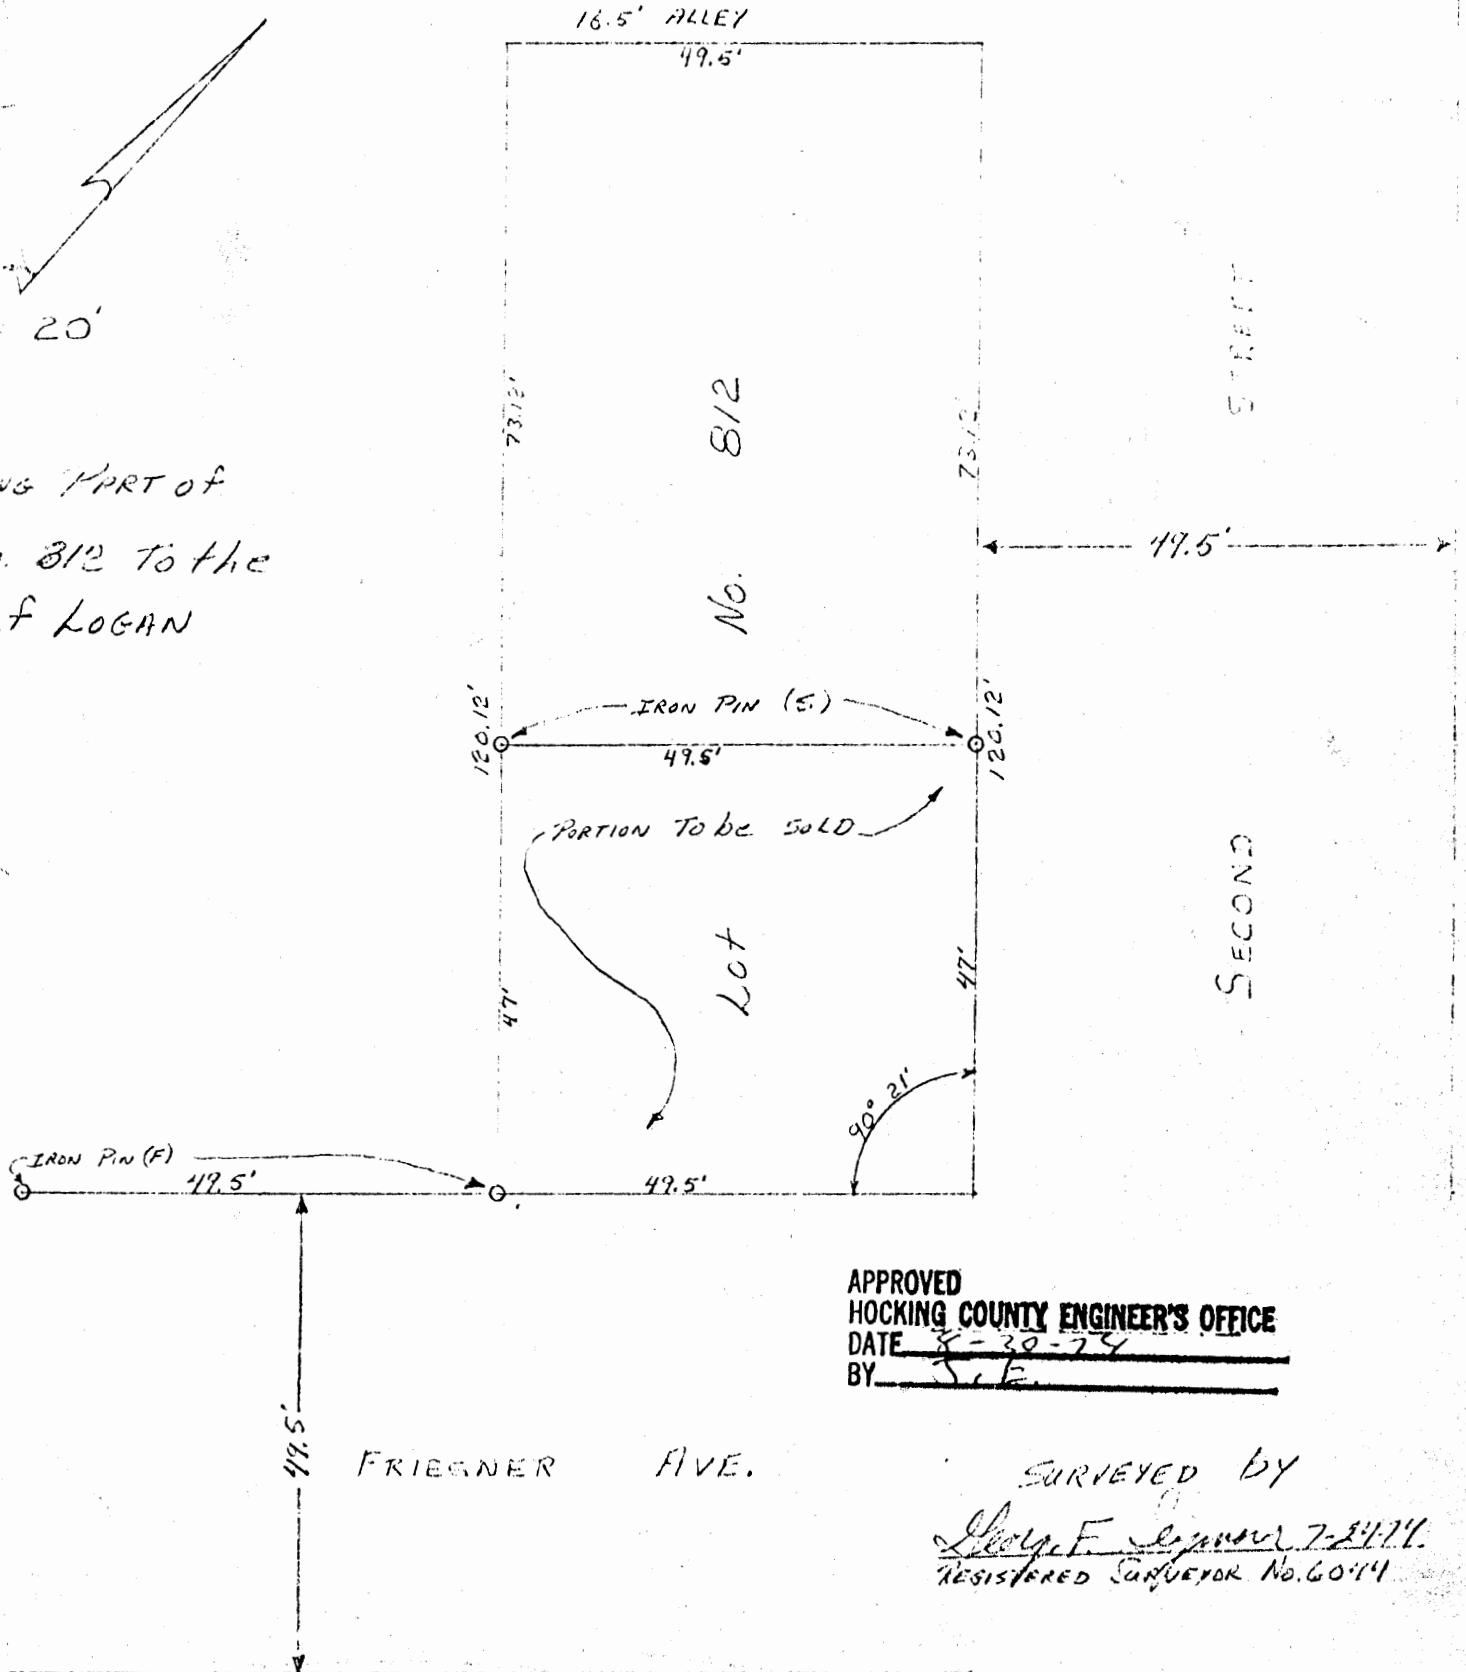 16.5' ALLEY
49.5'
20'
73.12'
73.12'
PART of
812 To the
f LOGAN
STREET
49.5'
Lot No. 812
IRON PIN (S.)
120.12'
120.12'
49.5'
PORTION To be SOLD
SECOND
47'
47'
90° 21'
IRON PIN (F)
49.5'
49.5'
APPROVED
HOCKING COUNTY ENGINEER'S OFFICE
DATE
BY J. E.
49.5'
FRIESNER AVE.
SURVEYED by
F. 7-24-74
REGISTERED SURVEYOR No. 6044